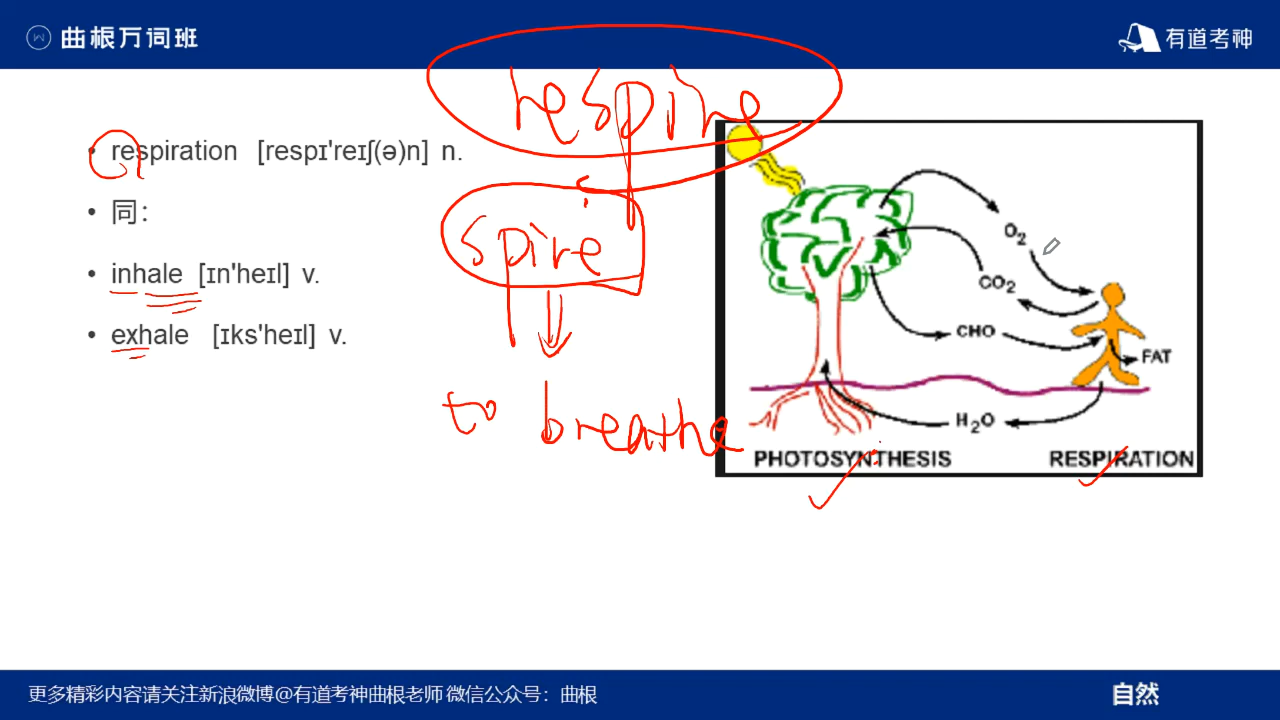 曲根万词班
有道考神
respire
respiration [respɪ'reɪʃ(ə)n] n.
同：
spire
inhale [ɪn'heɪl] v.
exhale [ɪks'heɪl] v.
to breathe
O2
CO2
CHO
FAT
H2O
PHOTOSYNTHESIS
RESPIRATION
更多精彩内容请关注新浪微博@有道考神曲根老师 微信公众号：曲根
自然